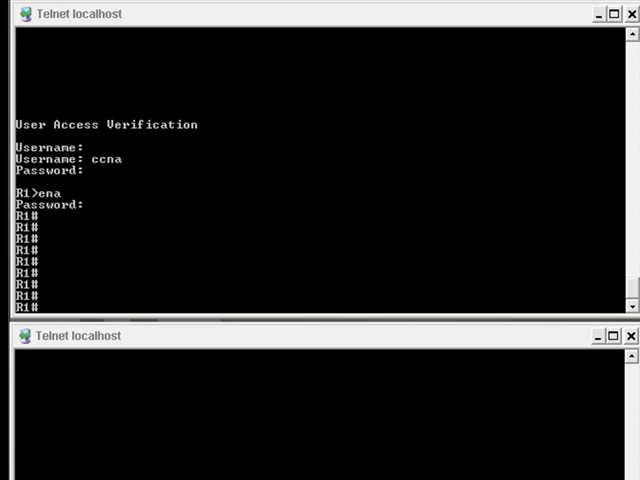 Telnet localhost
User Access Verification
Username:
Username: ccna
Password:
R1>ena
Password:
R1#
R1#
R1#
R1#
R1#
R1#
R1#
R1#
R1#
Telnet localhost